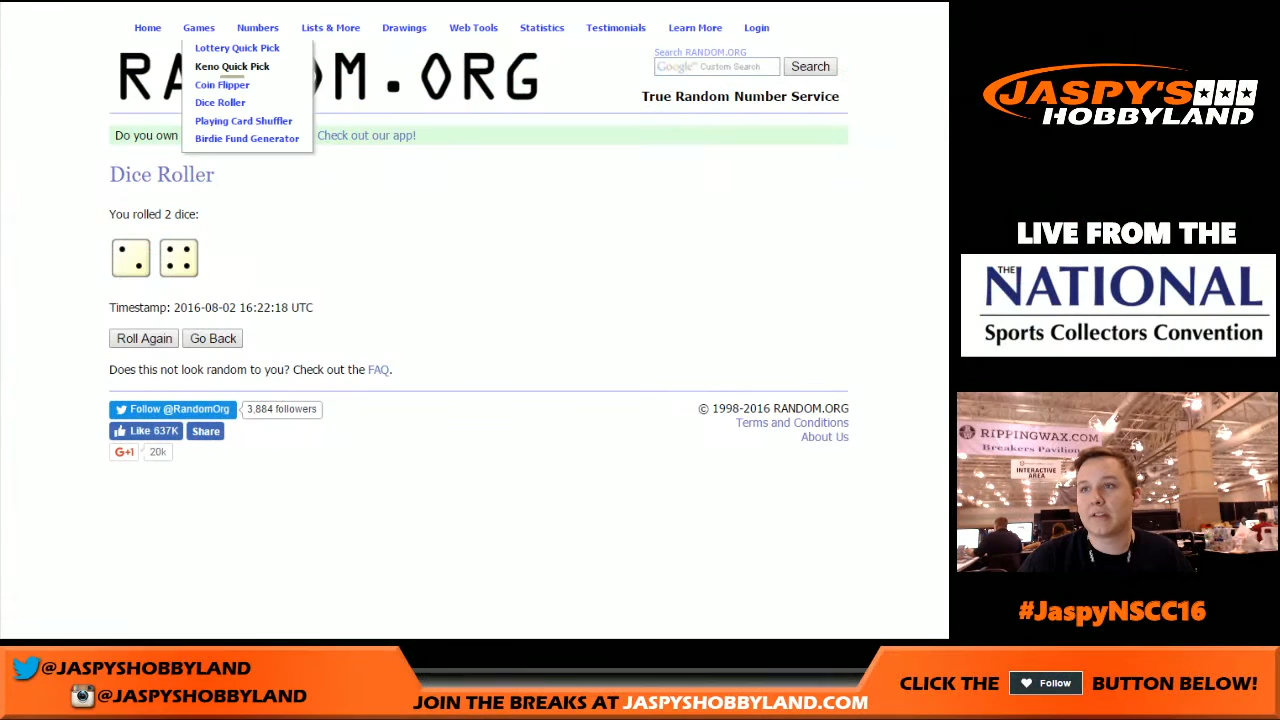 Home Games Numbers Lists & More Drawings Web Tools Statistics Testimonials Learn More Login
Lottery Quick Pick
Keno Quick Pick
Coin Flipper
Dice Roller
Playing Card Shuffler
Birdie Fund Generator
RA DOM.ORG
Search RANDOM.ORG
Google Custom Search
Search
True Random Number Service
Do you own
Check out our app!
Dice Roller
You rolled 2 dice:
Timestamp: 2016-08-02 16:22:18 UTC
Roll Again Go Back
Does this not look random to you? Check out the FAQ.
Follow @RandomOrg 3,884 followers
Like 637K Share
G+1 20k
© 1998-2016 RANDOM.ORG
Terms and Conditions
About Us
JASPY'S
HOBBYLAND
LIVE FROM THE
THE NATIONAL
Sports Collectors Convention
RIPPINGWAX.COM
Breakers Pavilion
INTERACTIVE
AREA
#JaspyNSCC16
@JASPYSHOBBYLAND
@JASPYSHOBBYLAND
JOIN THE BREAKS AT JASPYSHOBBYLAND.COM
CLICK THE Follow BUTTON BELOW!